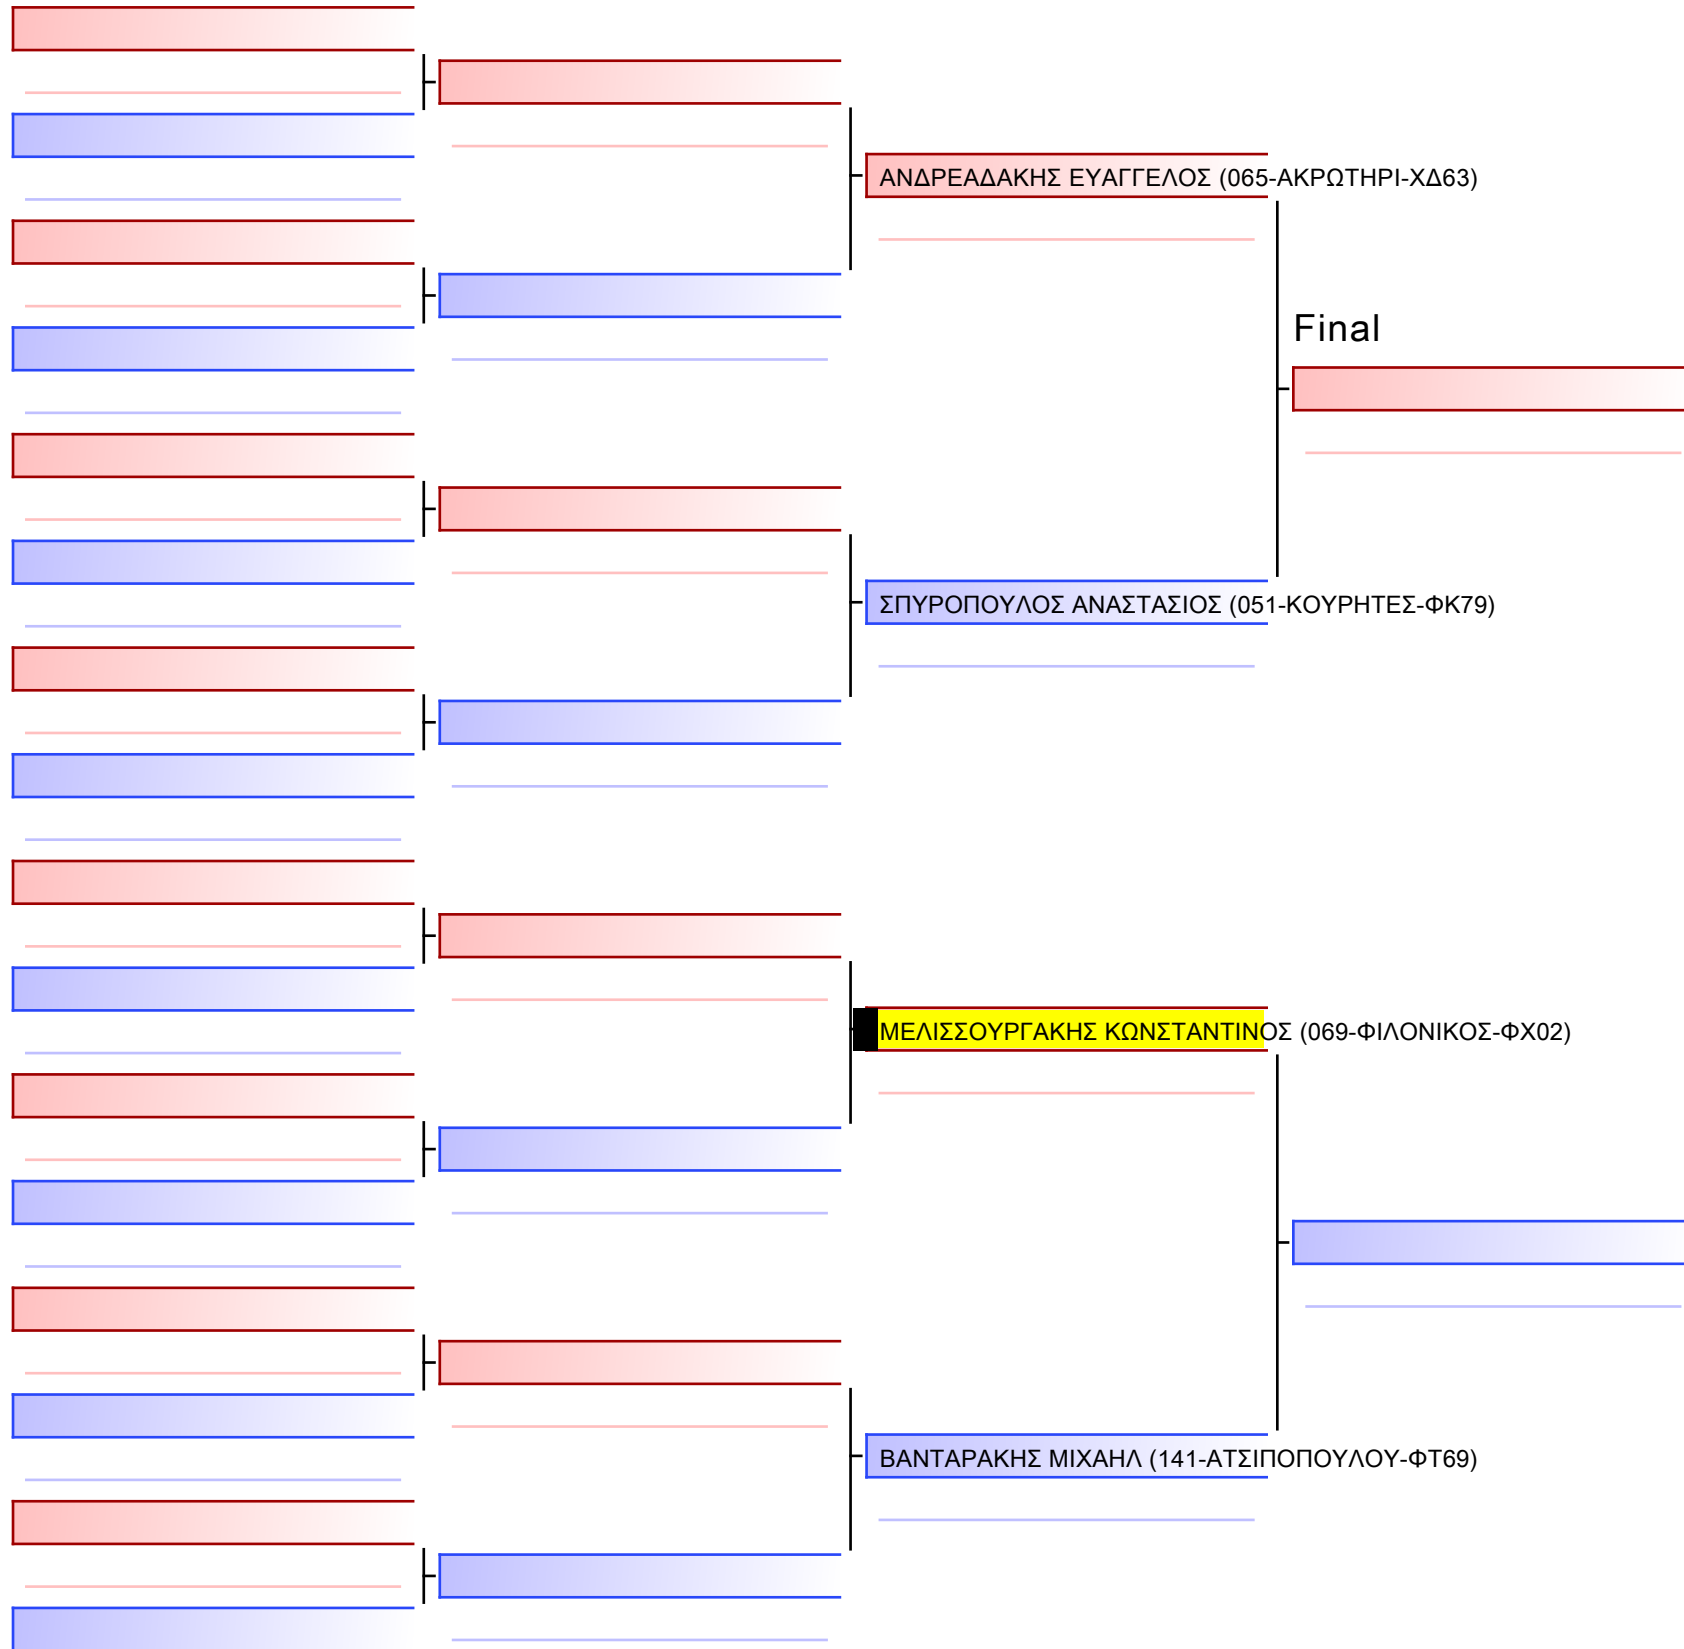 ΑΝΔΡΕΑΔΑΚΗΣ ΕΥΑΓΓΕΛΟΣ (065-ΑΚΡΩΤΗΡΙ-ΧΔ63)
Final
ΣΠΥΡΟΠΟΥΛΟΣ ΑΝΑΣΤΑΣΙΟΣ (051-ΚΟΥΡΗΤΕΣ-ΦΚ79)
ΜΕΛΙΣΣΟΥΡΓΑΚΗΣ ΚΩΝΣΤΑΝΤΙΝΟΣ (069-ΦΙΛΟΝΙΚΟΣ-ΦΧ02)
ΒΑΝΤΑΡΑΚΗΣ ΜΙΧΑΗΛ (141-ΑΤΣΙΠΟΠΟΥΛΟΥ-ΦΤ69)